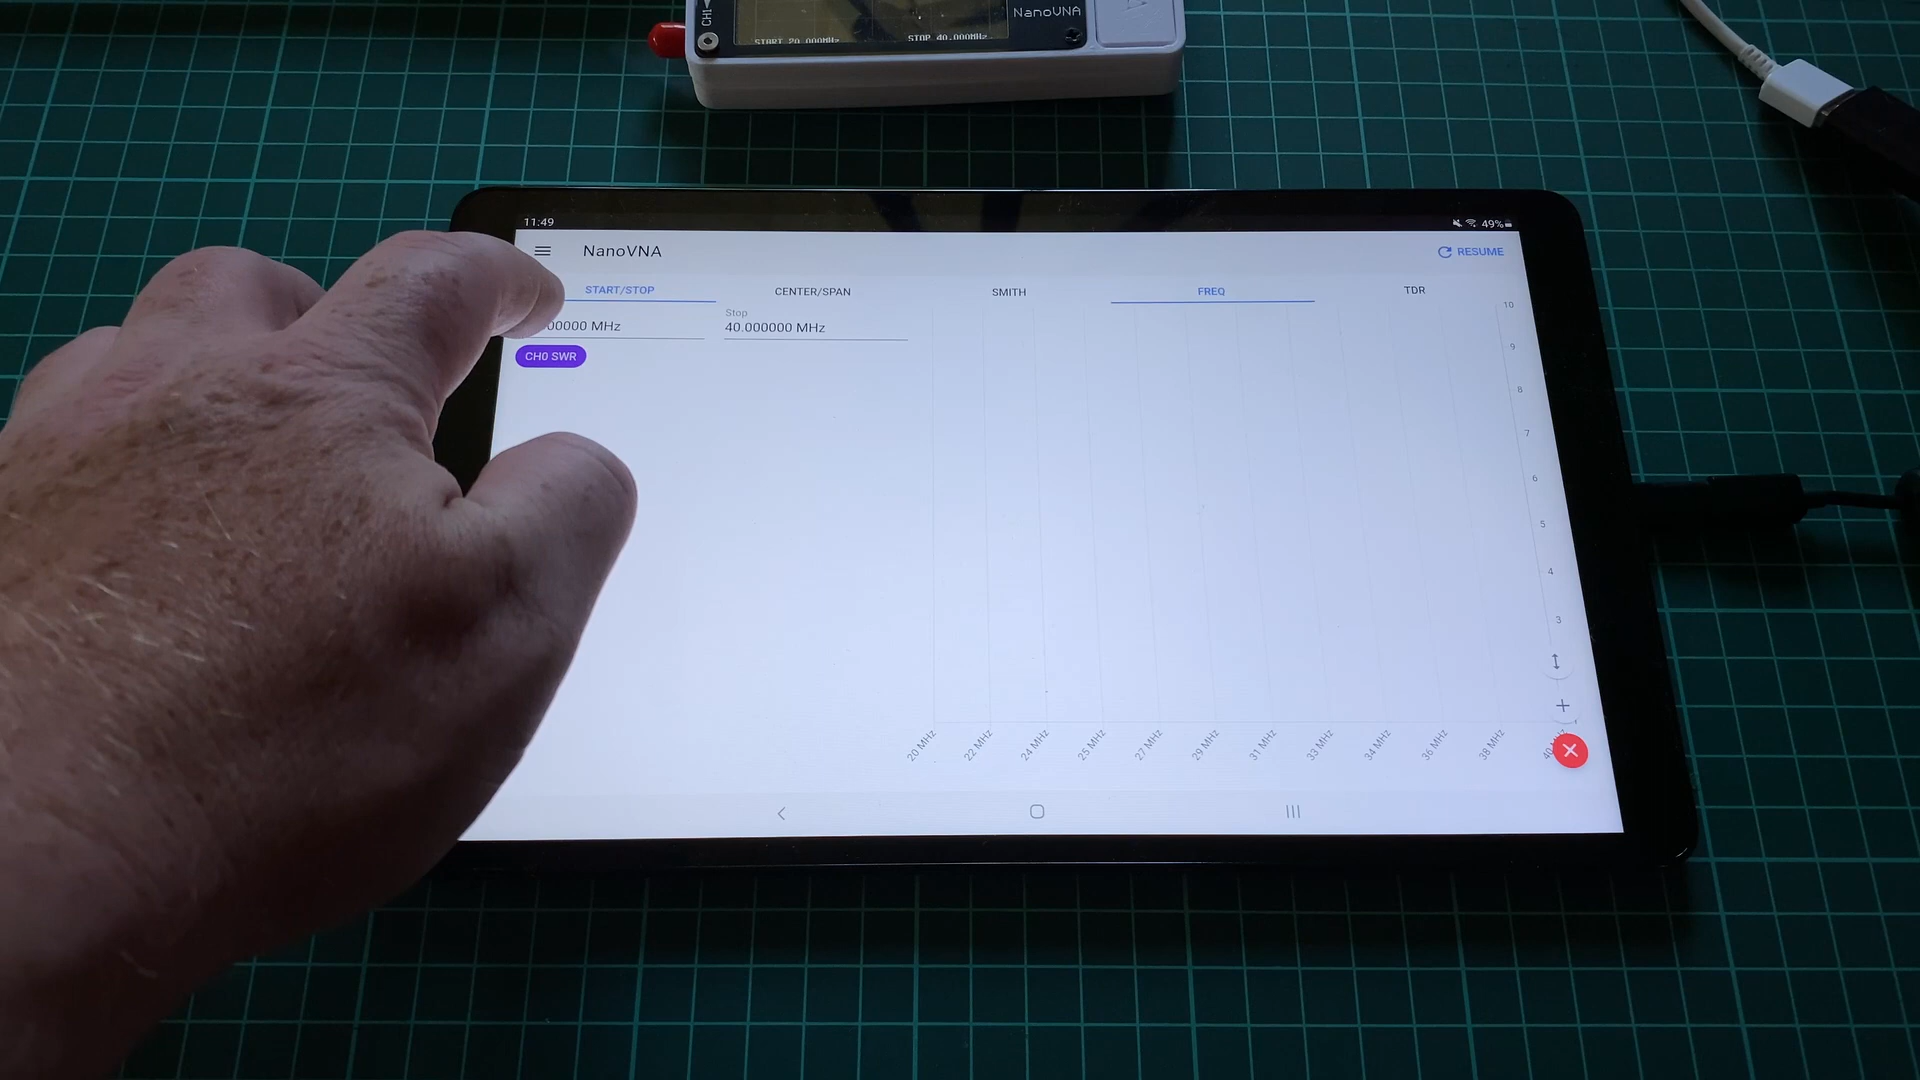 CH1
NanoVNA
START 20.000MHz STOP 40.000MHz
11:49 49%
NanoVNA RESUME
START/STOP CENTER/SPAN SMITH FREQ TDR
Stop
00000 MHz 40.000000 MHz
CH0 SWR
10
9
8
7
6
5
4
3
20 MHz 22 MHz 24 MHz 25 MHz 27 MHz 29 MHz 31 MHz 33 MHz 34 MHz 36 MHz 38 MHz